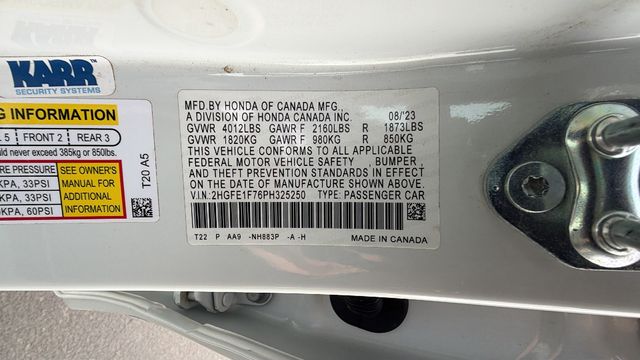 KARR
SECURITY SYSTEMS
G INFORMATION
5 FRONT 2 REAR 3
ould never exceed 385kg or 850lbs.
KPA, 33PSI
KPA, 33PSI
KPA, 60PSI
SEE OWNER'S
MANUAL FOR
ADDITIONAL
INFORMATION
T20 A5
MFD.BY HONDA OF CANADA MFG.,
A DIVISION OF HONDA CANADA INC. 08/'23
GVWR 4012LBS GAWR F 2160LBS R 1873LBS
GVWR 1820KG GAWR F 980KG R 850KG
THIS VEHICLE CONFORMS TO ALL APPLICABLE
FEDERAL MOTOR VEHICLE SAFETY , BUMPER ,
AND THEFT PREVENTION STANDARDS IN EFFECT ON
THE DATE OF MANUFACTURE SHOWN ABOVE.
V.I.N.:2HGFE1F76PH325250 TYPE: PASSENGER CAR
T22 P AA9 -NH883P -A -H
MADE IN CANADA